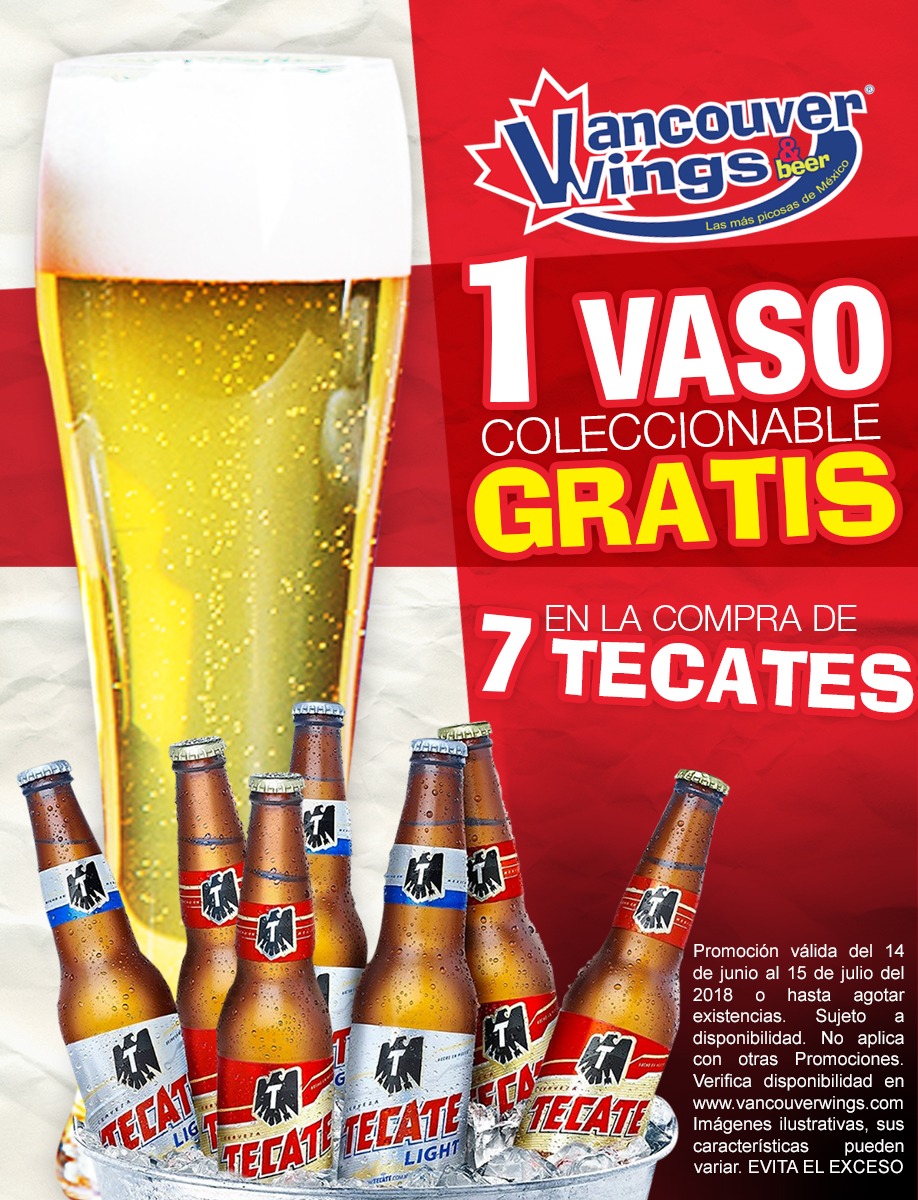 Vancouver
Wings & beer
Las más picosas de México
1 VASO
COLECCIONABLE
GRATIS
EN LA COMPRA DE
7 TECATES
TECATE
LIGHT
TECATE
TECATE
LIGHT
TECATE
TECATE
Promoción válida del 14
de junio al 15 de julio del
2018 o hasta agotar
existencias. Sujeto a
disponibilidad. No aplica
con otras Promociones.
Verifica disponibilidad en
www.vancouverwings.com
Imágenes ilustrativas, sus
características pueden
variar. EVITA EL EXCESO